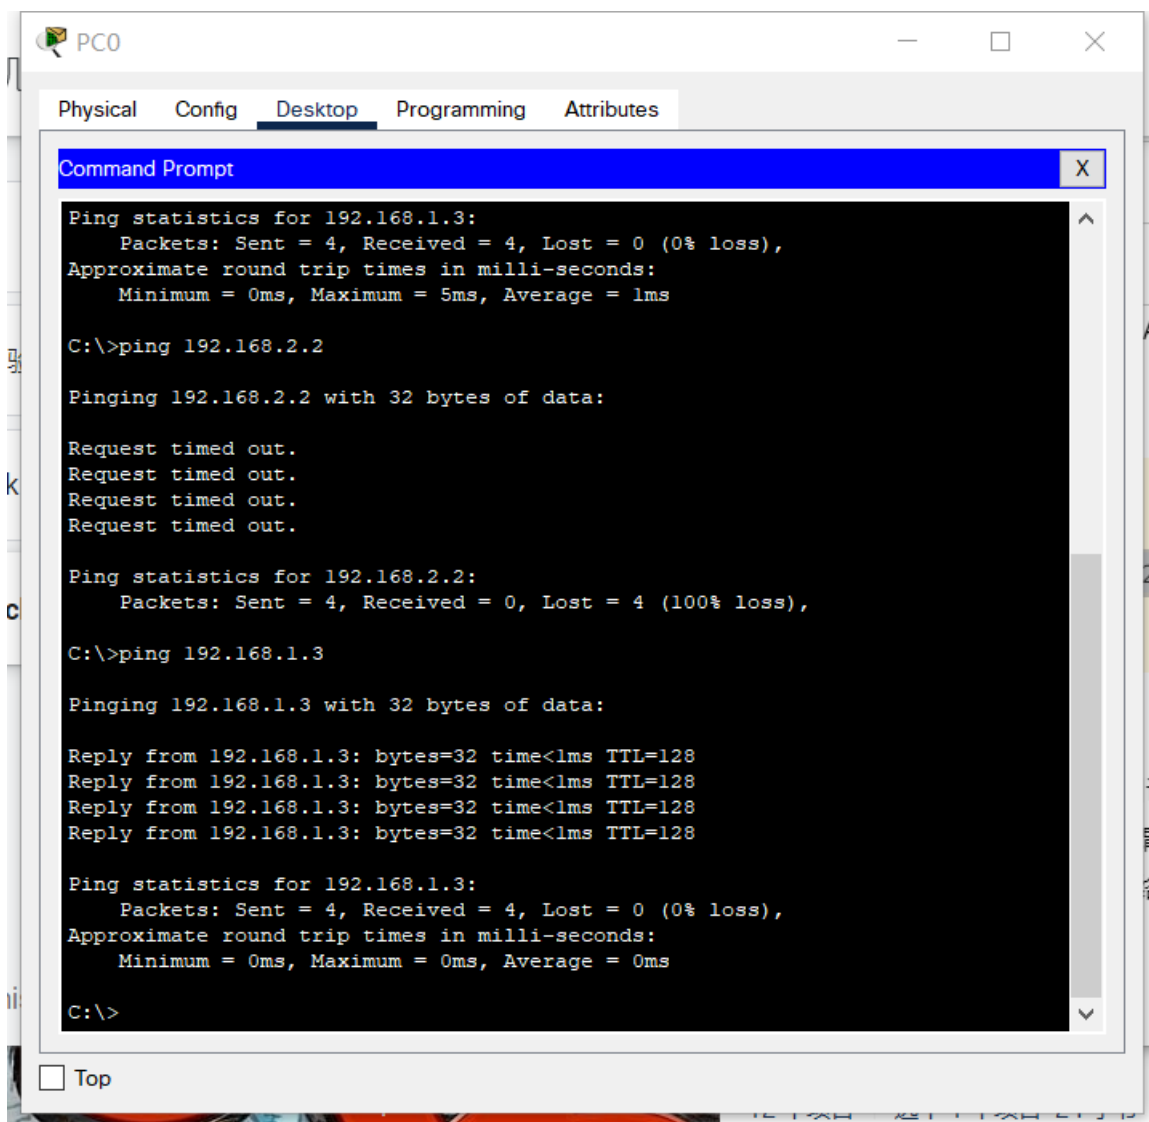 PC0
Physical Config Desktop Programming Attributes
Command Prompt
X
Ping statistics for 192.168.1.3:
Packets: Sent = 4, Received = 4, Lost = 0 (0% loss),
Approximate round trip times in milli-seconds:
Minimum = 0ms, Maximum = 5ms, Average = 1ms
C:\>ping 192.168.2.2
Pinging 192.168.2.2 with 32 bytes of data:
Request timed out.
Request timed out.
Request timed out.
Request timed out.
Ping statistics for 192.168.2.2:
Packets: Sent = 4, Received = 0, Lost = 4 (100% loss),
C:\>ping 192.168.1.3
Pinging 192.168.1.3 with 32 bytes of data:
Reply from 192.168.1.3: bytes=32 time<1ms TTL=128
Reply from 192.168.1.3: bytes=32 time<1ms TTL=128
Reply from 192.168.1.3: bytes=32 time<1ms TTL=128
Reply from 192.168.1.3: bytes=32 time<1ms TTL=128
Ping statistics for 192.168.1.3:
Packets: Sent = 4, Received = 4, Lost = 0 (0% loss),
Approximate round trip times in milli-seconds:
Minimum = 0ms, Maximum = 0ms, Average = 0ms
C:\>
Top